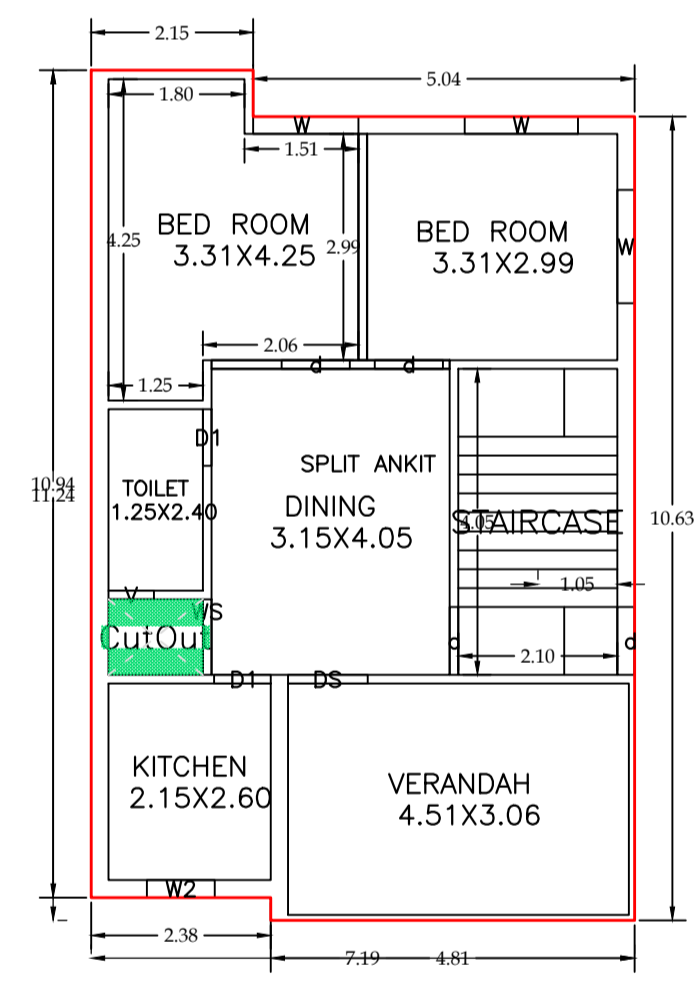 2.15
5.04
1.80
W
W
1.51
BED ROOM
3.31X4.25
4.25
2.99
BED ROOM
3.31X2.99
W
2.06
d
d
1.25
D1
SPLIT ANKIT
TOILET
1.25X2.40
DINING
3.15X4.05
STAIRCASE
4.05
10.94
11.24
10.63
1.05
V
WS
CutOut
d
2.10
d
D1
DS
KITCHEN
2.15X2.60
VERANDAH
4.51X3.06
W2
2.38
7.19
4.81